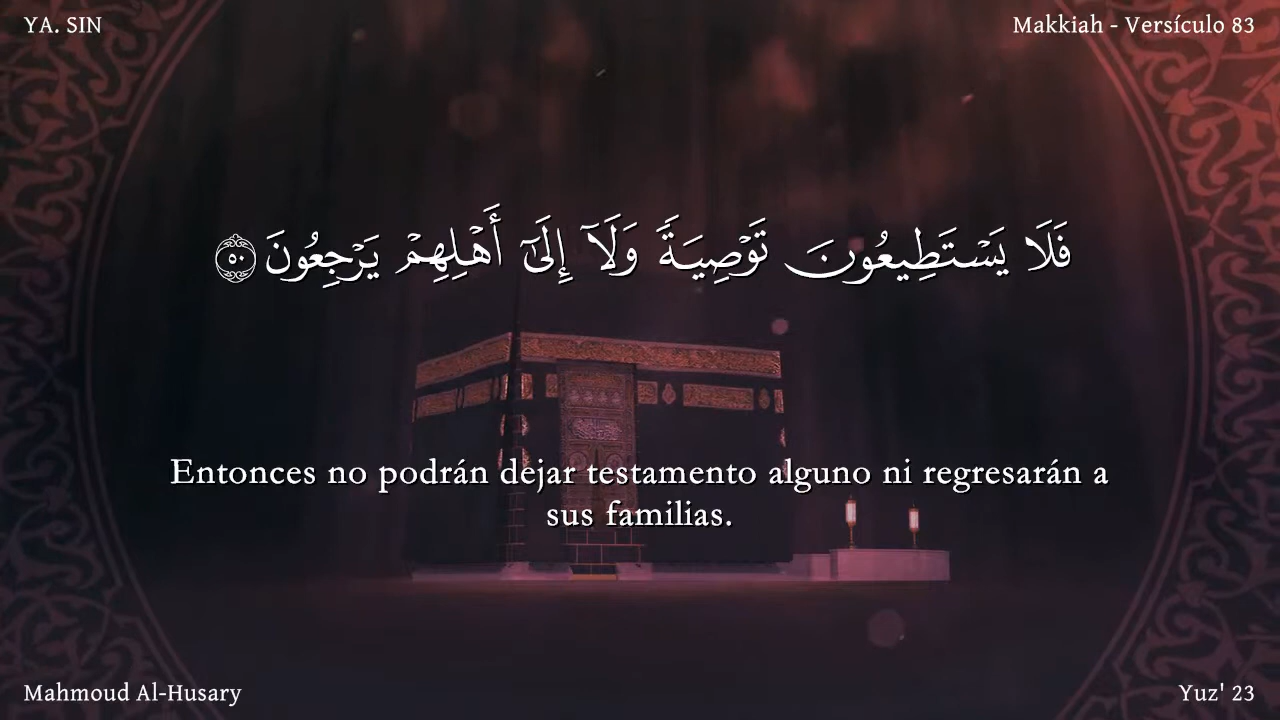 YA. SIN
Makkiah - Versículo 83
فَلَا يَسْتَطِيعُونَ تَوْصِيَةً وَلَآ إِلَىٰٓ أَهْلِهِمْ يَرْجِعُونَ ٥٠
Entonces no podrán dejar testamento alguno ni regresarán a
sus familias.
Mahmoud Al-Husary
Yuz' 23